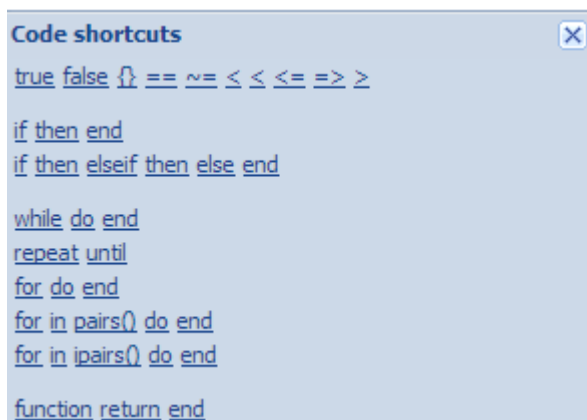 Code shortcuts
true false {} == ~= < < <= => >
if then end
if then elseif then else end
while do end
repeat until
for do end
for in pairs() do end
for in ipairs() do end
function return end